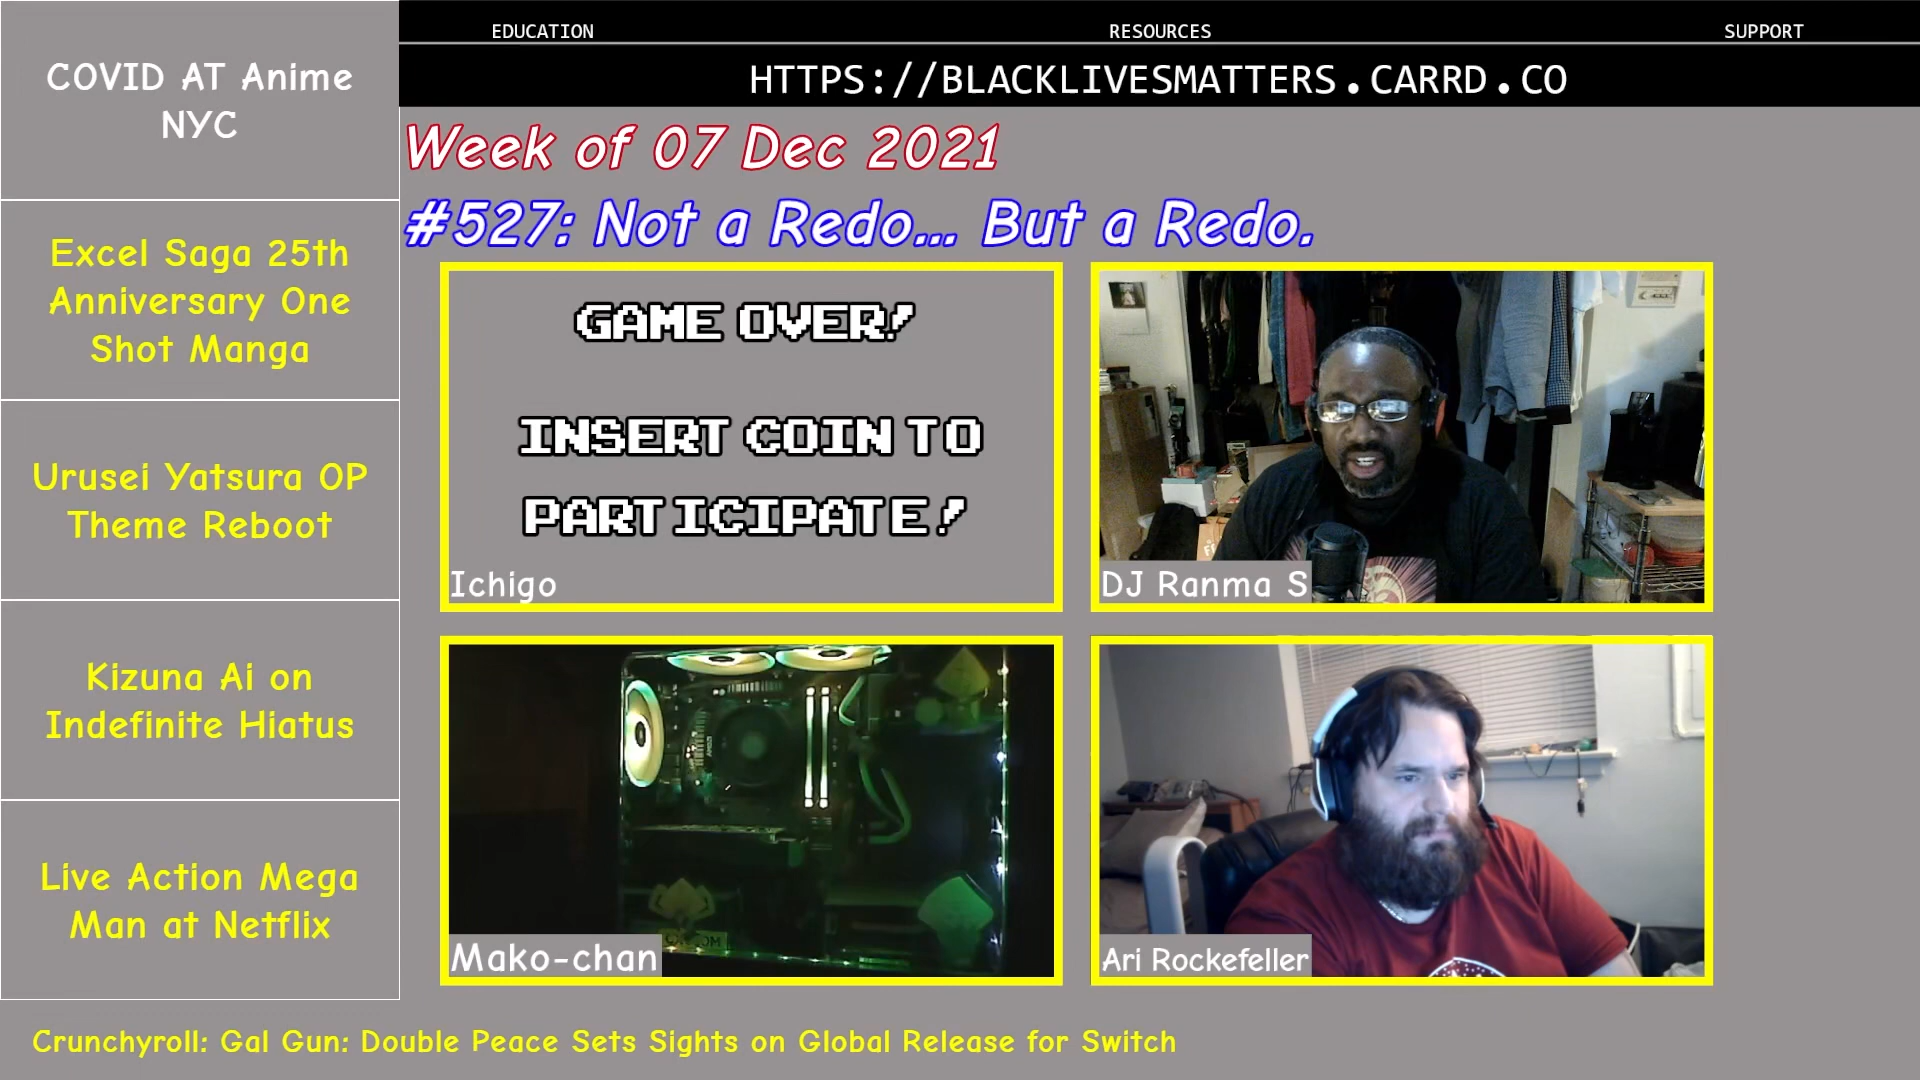 EDUCATION
RESOURCES
SUPPORT
HTTPS://BLACKLIVESMATTERS.CARRD.CO
COVID AT Anime
NYC
Excel Saga 25th
Anniversary One
Shot Manga
Urusei Yatsura OP
Theme Reboot
Kizuna Ai on
Indefinite Hiatus
Live Action Mega
Man at Netflix
Week of 07 Dec 2021
#527: Not a Redo... But a Redo.
GAME OVER!
INSERT COIN TO
PARTICIPATE!
Ichigo
DJ Ranma S
Mako-chan
Ari Rockefeller
Crunchyroll: Gal Gun: Double Peace Sets Sights on Global Release for Switch